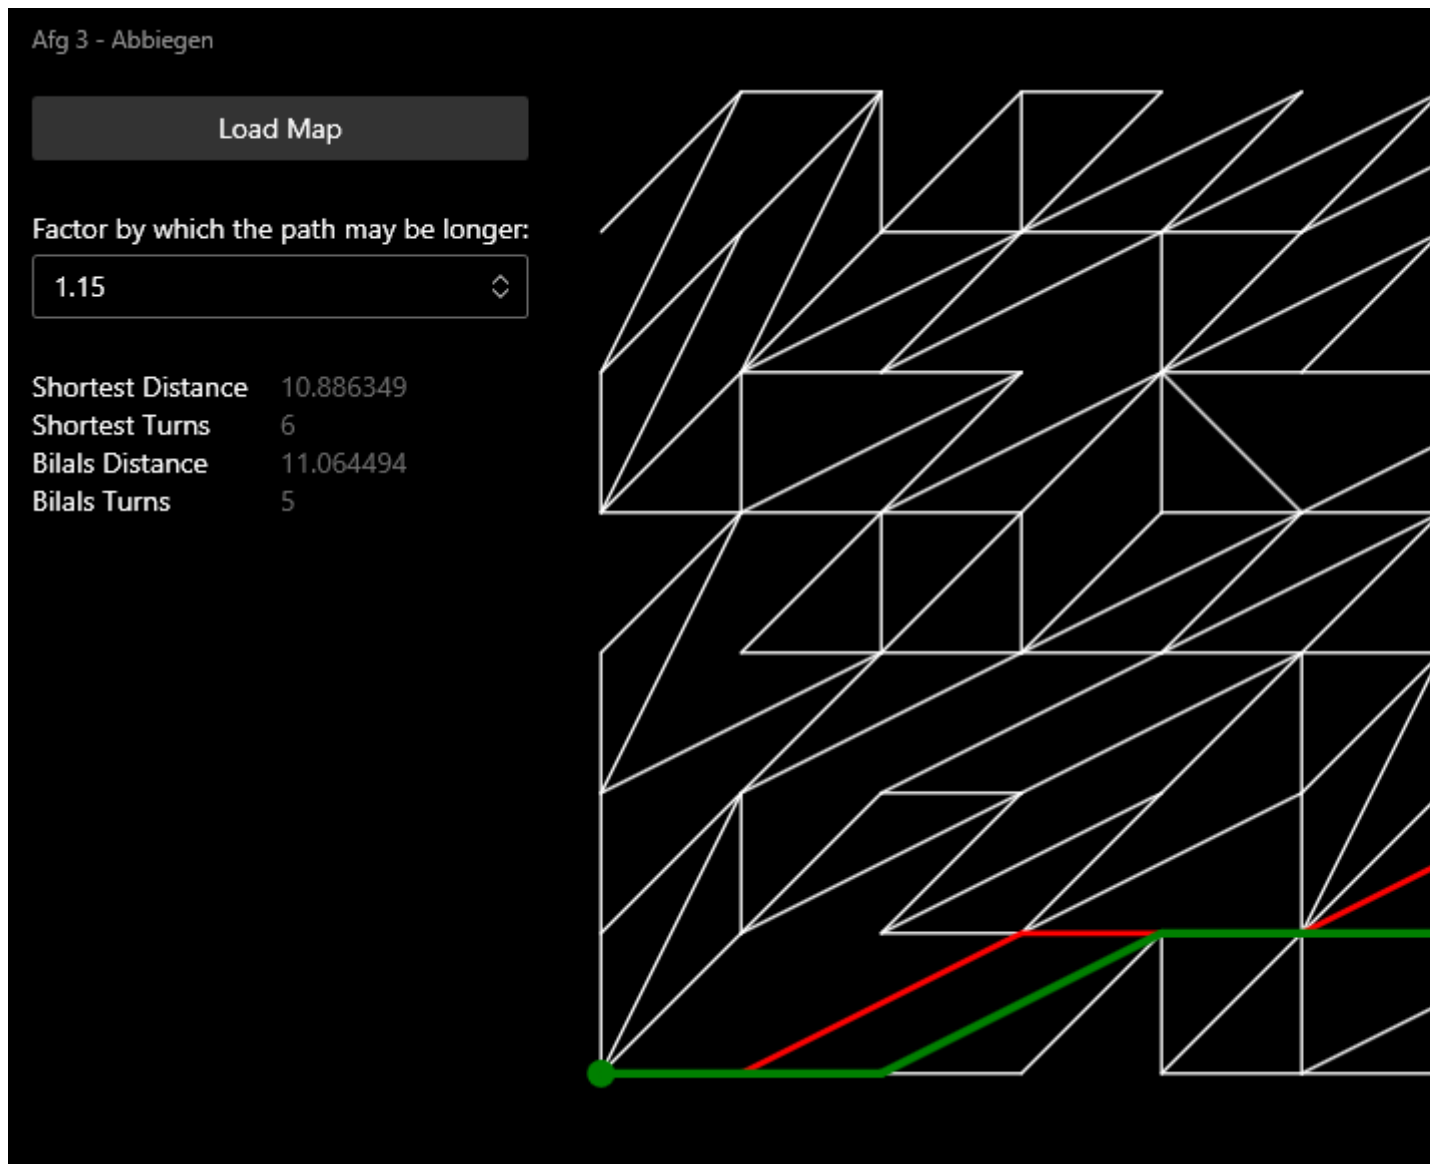 Afg 3 - Abbiegen
Load Map
Factor by which the path may be longer:
1.15
Shortest Distance 10.886349
Shortest Turns 6
Bilals Distance 11.064494
Bilals Turns 5